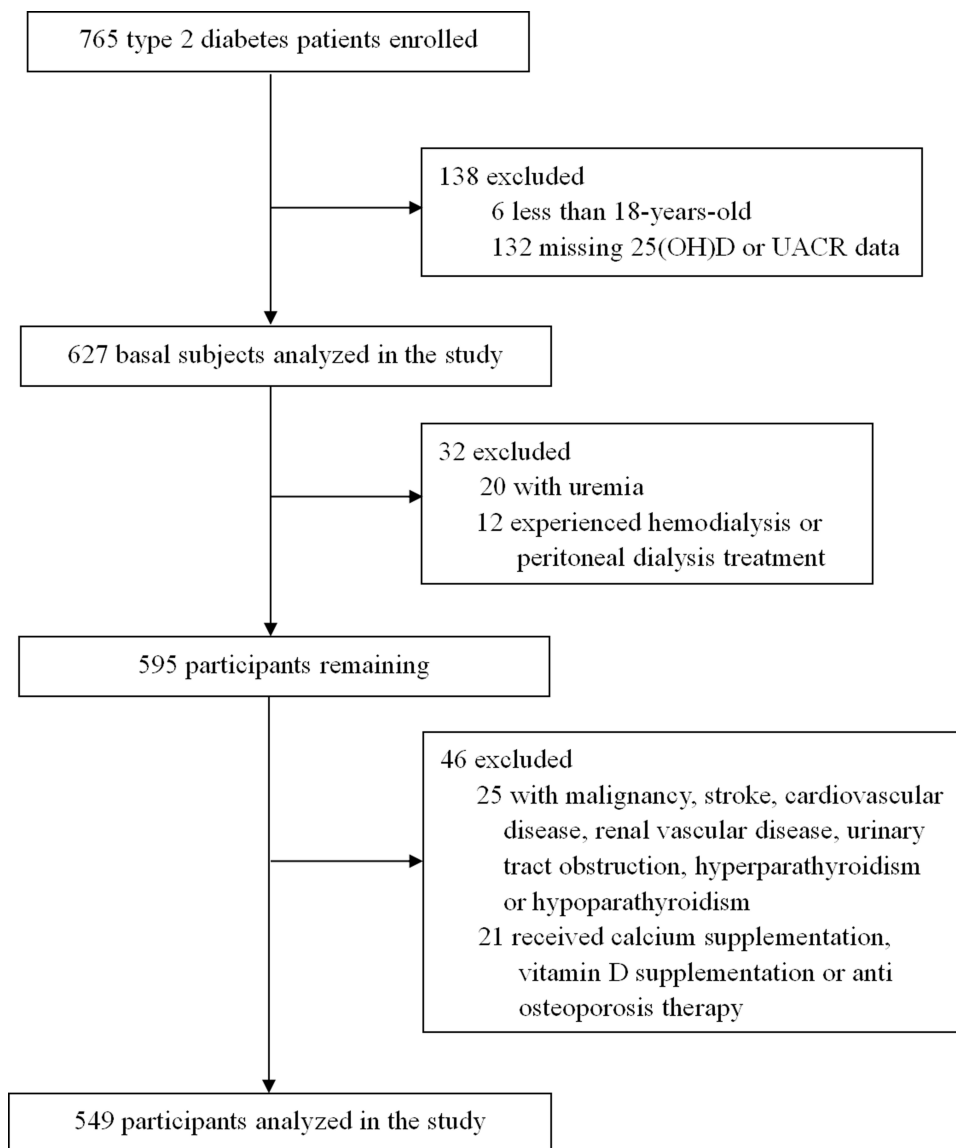 765 type 2 diabetes patients enrolled
138 excluded
6 less than 18-years-old
132 missing 25(OH)D or UACR data
627 basal subjects analyzed in the study
32 excluded
20 with uremia
12 experienced hemodialysis or
peritoneal dialysis treatment
595 participants remaining
46 excluded
25 with malignancy, stroke, cardiovascular
disease, renal vascular disease, urinary
tract obstruction, hyperparathyroidism
or hypoparathyroidism
21 received calcium supplementation,
vitamin D supplementation or anti
osteoporosis therapy
549 participants analyzed in the study